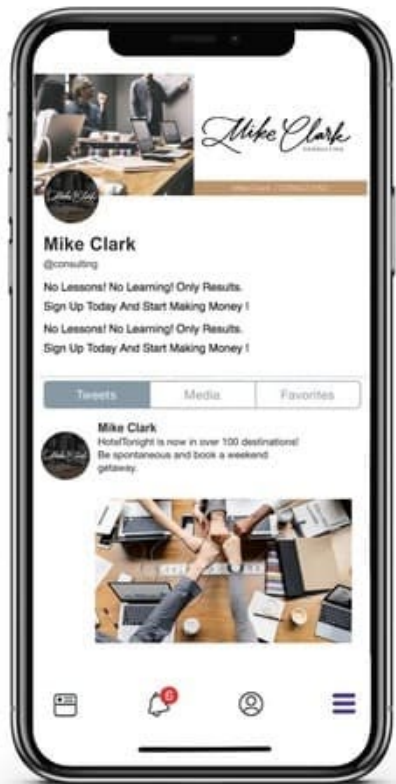 Mike Clark
CONSULTING
Mike Clark
@consulting
No Lessons! No Learning! Only Results.
Sign Up Today And Start Making Money !
No Lessons! No Learning! Only Results.
Sign Up Today And Start Making Money !
Tweets Media Favorites
Mike Clark
HotelTonight is now in over 100 destinations!
Be spontaneous and book a weekend
getaway.
6